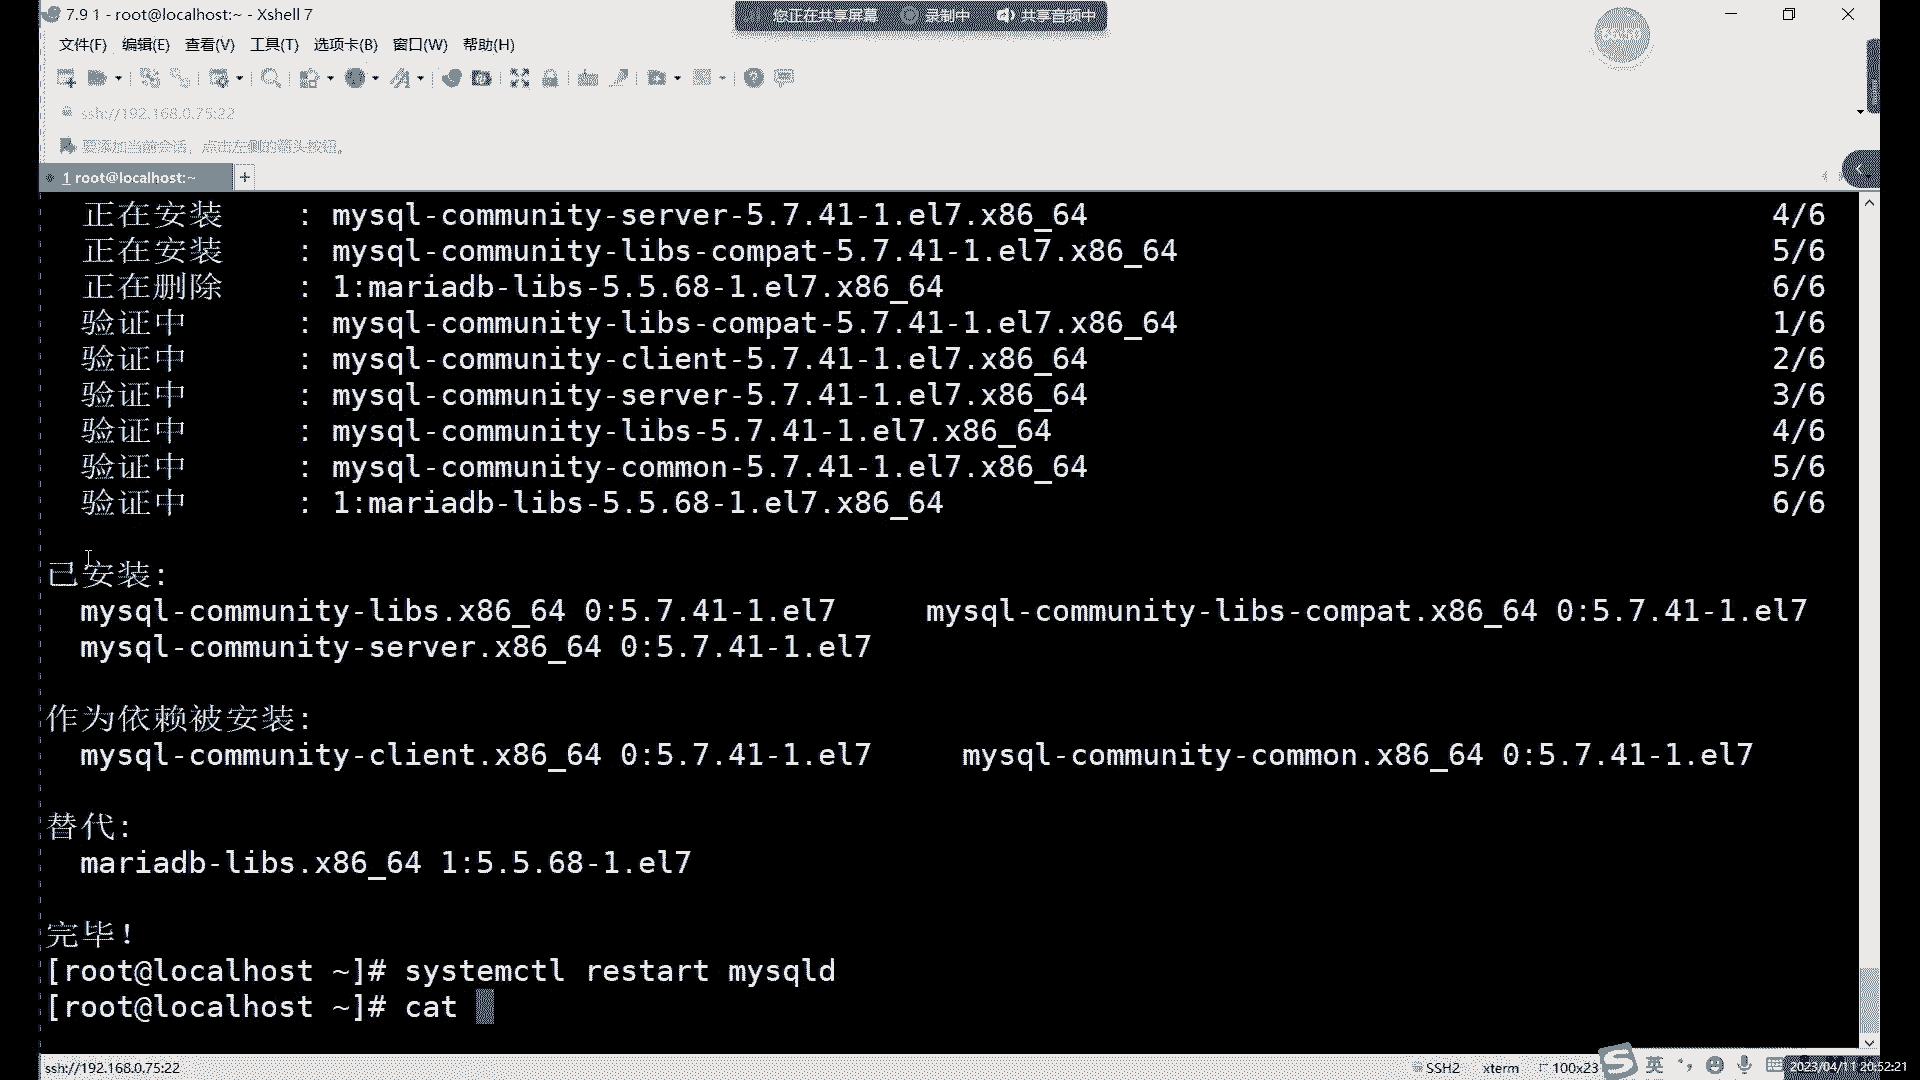 7.9 1 - root@localhost:~ - Xshell 7
您正在共享屏幕 录制中 共享音频中
文件(F) 编辑(E) 查看(V) 工具(T) 选项卡(B) 窗口(W) 帮助(H)
ssh://192.168.0.75:22
要添加当前会话，点击左侧的箭头按钮。
1 root@localhost:~ +
正在安装 : mysql-community-server-5.7.41-1.el7.x86_64 4/6
正在安装 : mysql-community-libs-compat-5.7.41-1.el7.x86_64 5/6
正在删除 : 1:mariadb-libs-5.5.68-1.el7.x86_64 6/6
验证中 : mysql-community-libs-compat-5.7.41-1.el7.x86_64 1/6
验证中 : mysql-community-client-5.7.41-1.el7.x86_64 2/6
验证中 : mysql-community-server-5.7.41-1.el7.x86_64 3/6
验证中 : mysql-community-libs-5.7.41-1.el7.x86_64 4/6
验证中 : mysql-community-common-5.7.41-1.el7.x86_64 5/6
验证中 : 1:mariadb-libs-5.5.68-1.el7.x86_64 6/6
已安装:
mysql-community-libs.x86_64 0:5.7.41-1.el7 mysql-community-libs-compat.x86_64 0:5.7.41-1.el7
mysql-community-server.x86_64 0:5.7.41-1.el7
作为依赖被安装:
mysql-community-client.x86_64 0:5.7.41-1.el7 mysql-community-common.x86_64 0:5.7.41-1.el7
替代:
mariadb-libs.x86_64 1:5.5.68-1.el7
完毕!
[root@localhost ~]# systemctl restart mysqld
[root@localhost ~]# cat
ssh://192.168.0.75:22 SSH2 xterm 100x23 英 2023/04/11 20:52:21